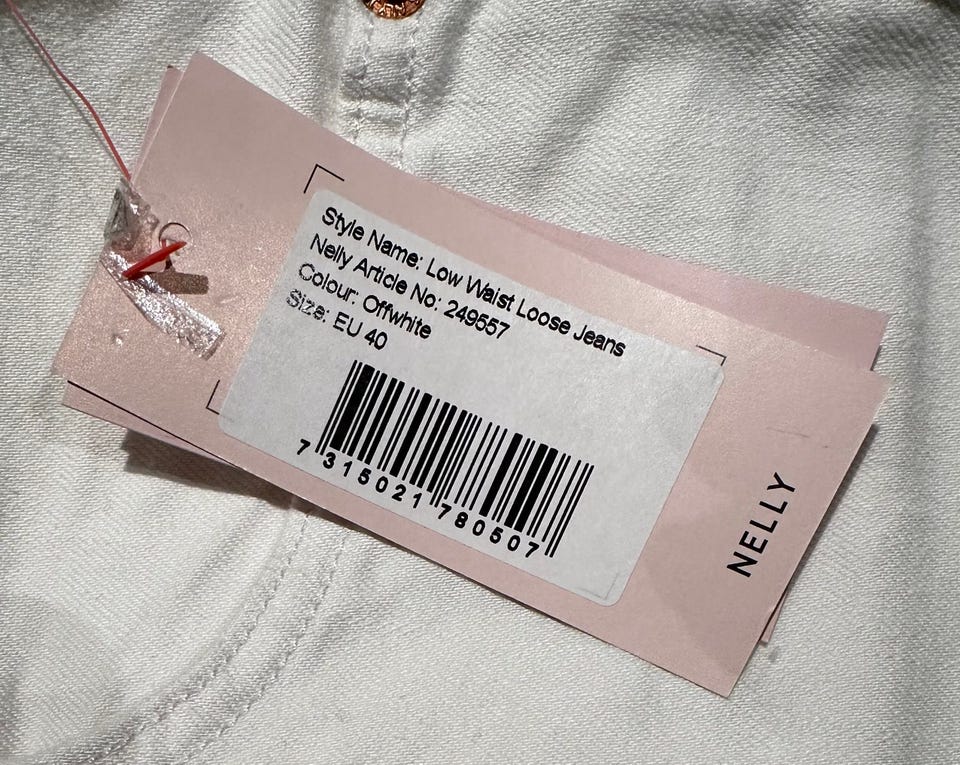 Style Name: Low Waist Loose Jeans
Nelly Article No: 249557
Colour: Offwhite
Size: EU 40
7 315021 780507
NELLY